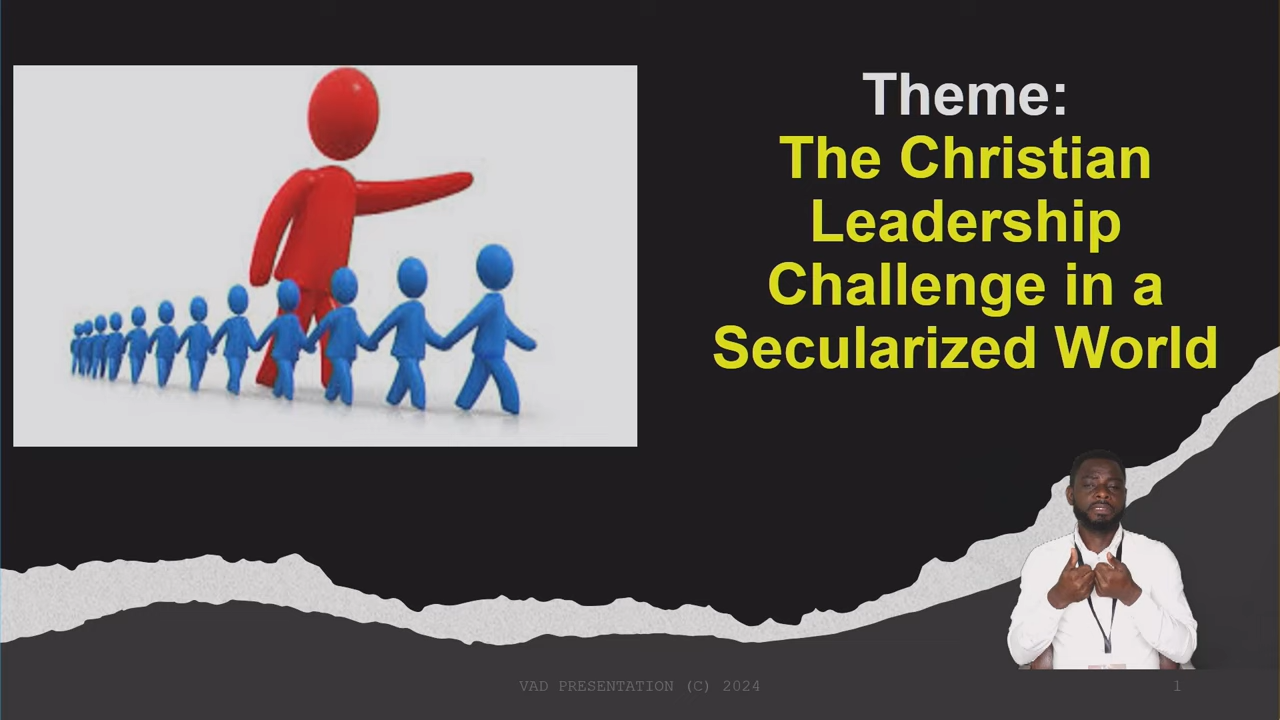 Theme:
The Christian
Leadership
Challenge in a
Secularized World
VAD PRESENTATION (C) 2024
1